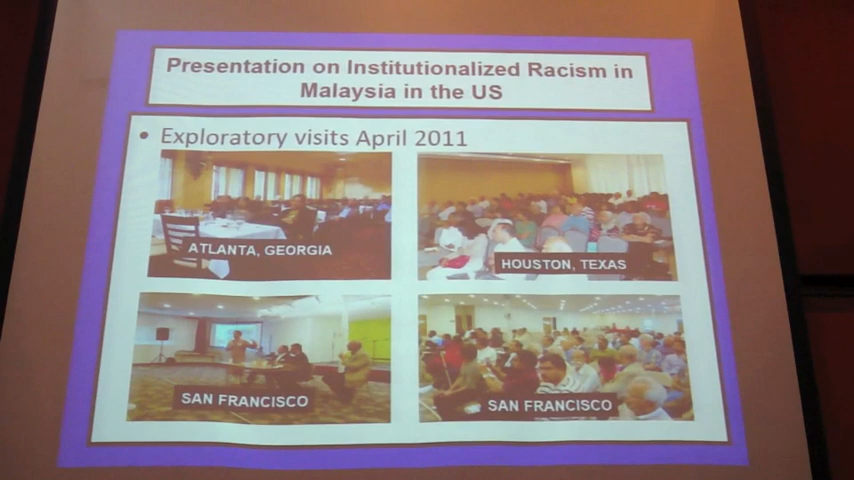 Presentation on Institutionalized Racism in
Malaysia in the US
• Exploratory visits April 2011
ATLANTA, GEORGIA
HOUSTON, TEXAS
SAN FRANCISCO
SAN FRANCISCO